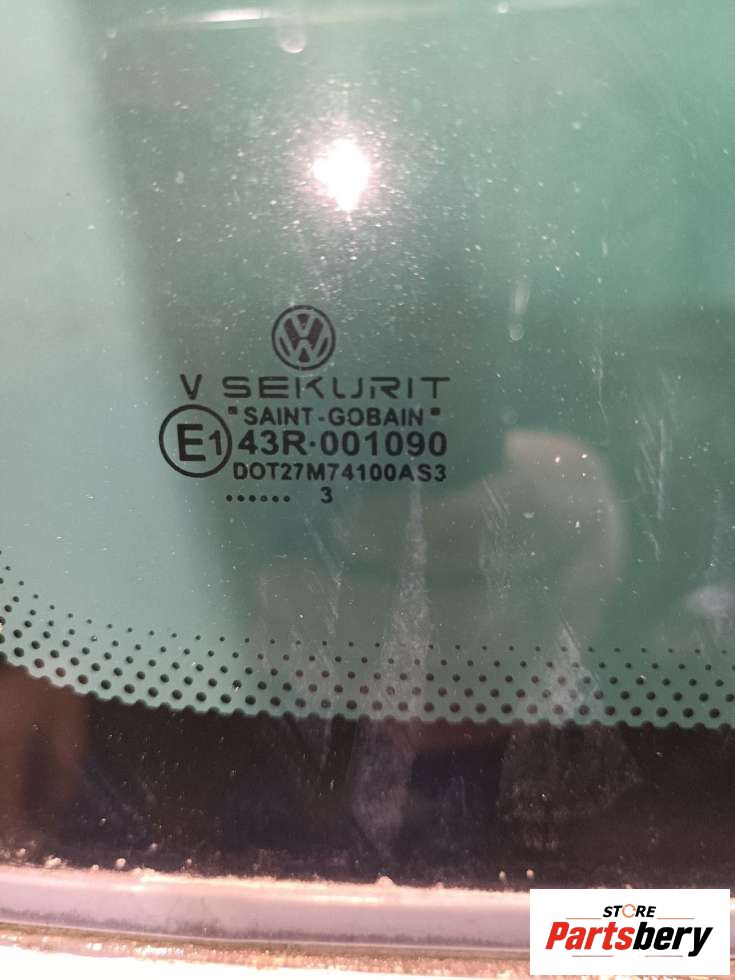 V SEKURIT
"SAINT-GOBAIN"
E1 43R·001090
DOT27M74100AS3
...... 3
STORE
Partsbery